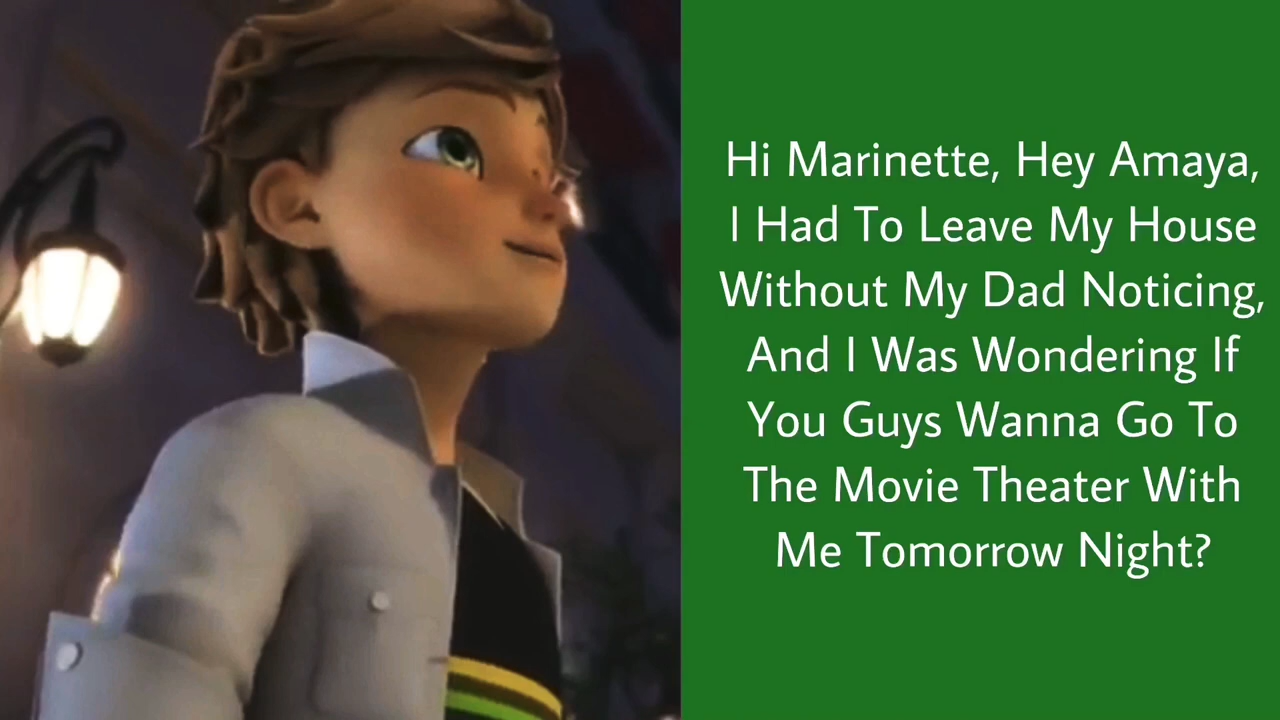 Hi Marinette, Hey Amaya,
I Had To Leave My House
Without My Dad Noticing,
And I Was Wondering If
You Guys Wanna Go To
The Movie Theater With
Me Tomorrow Night?